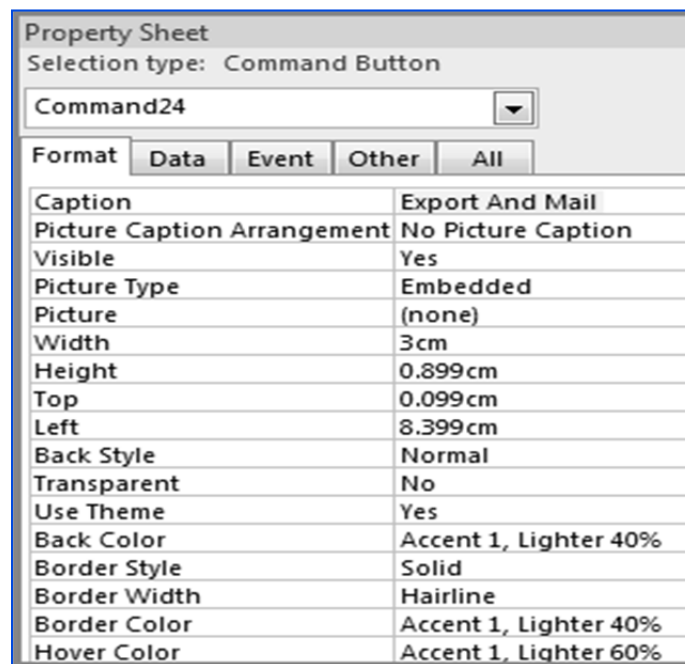 Property Sheet
Selection type: Command Button
Command24
Format Data Event Other All
Caption Export And Mail
Picture Caption Arrangement No Picture Caption
Visible Yes
Picture Type Embedded
Picture (none)
Width 3cm
Height 0.899cm
Top 0.099cm
Left 8.399cm
Back Style Normal
Transparent No
Use Theme Yes
Back Color Accent 1, Lighter 40%
Border Style Solid
Border Width Hairline
Border Color Accent 1, Lighter 40%
Hover Color Accent 1, Lighter 60%